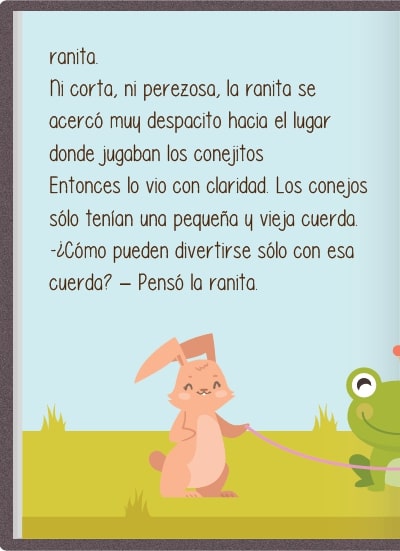 ranita.
Ni corta, ni perezosa, la ranita se
acercó muy despacito hacia el lugar
donde jugaban los conejitos
Entonces lo vio con claridad. Los conejos
sólo tenían una pequeña y vieja cuerda.
-¿Cómo pueden divertirse sólo con esa
cuerda? – Pensó la ranita.